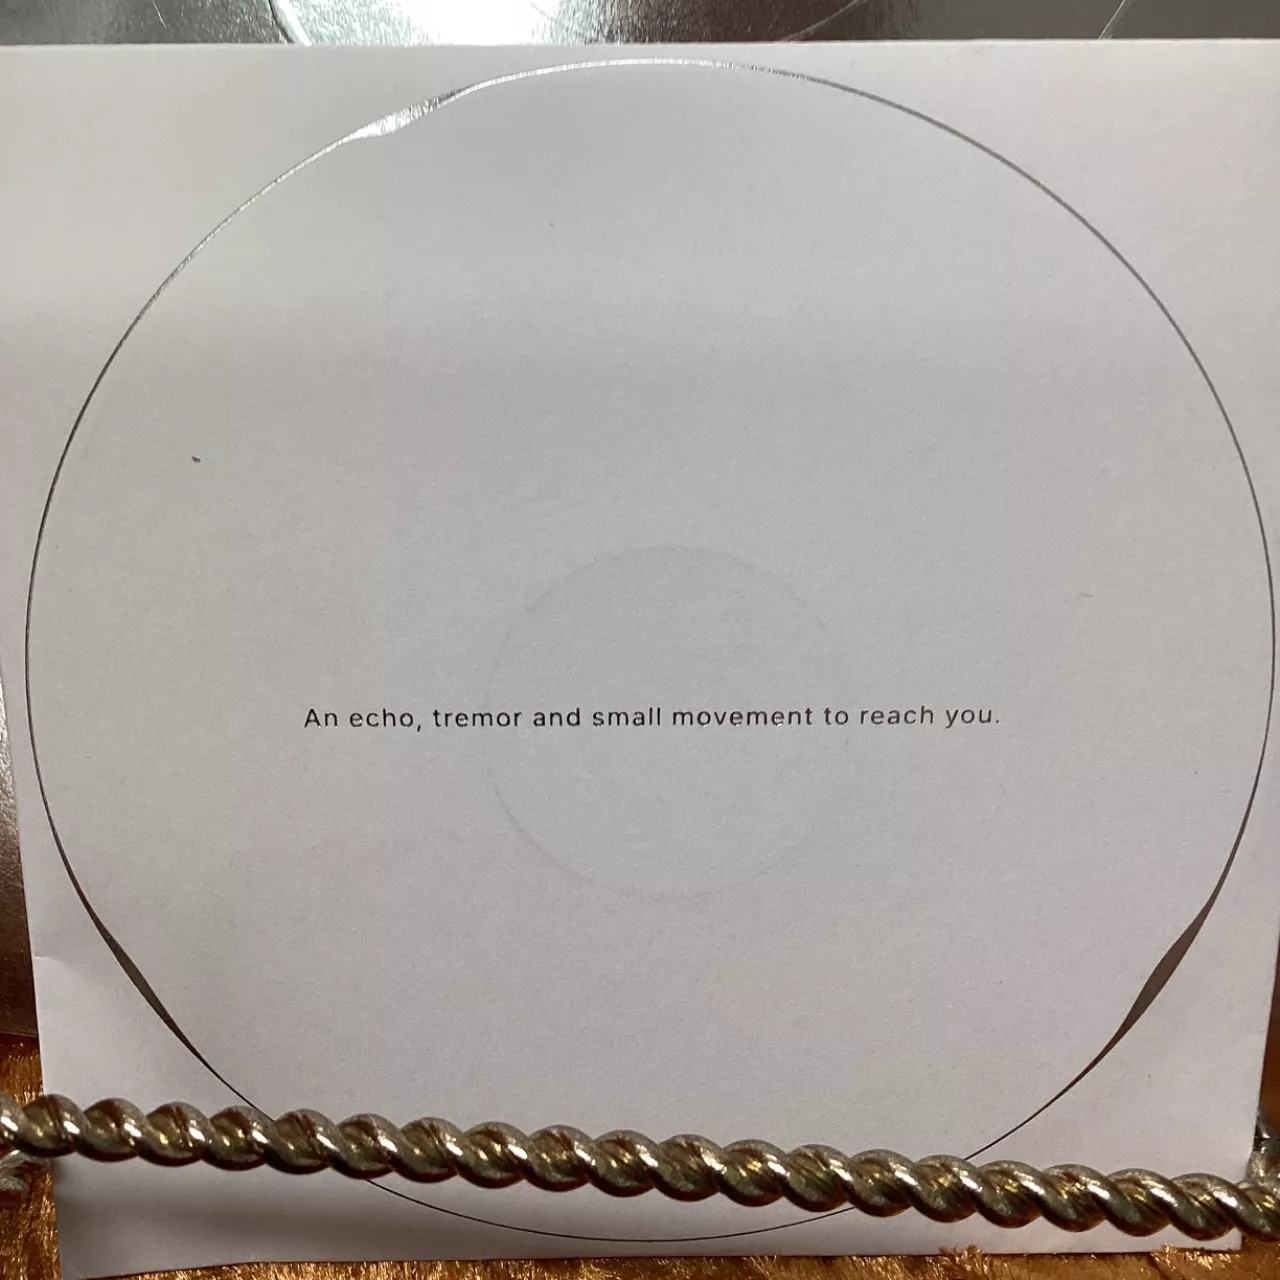 An echo, tremor and small movement to reach you.